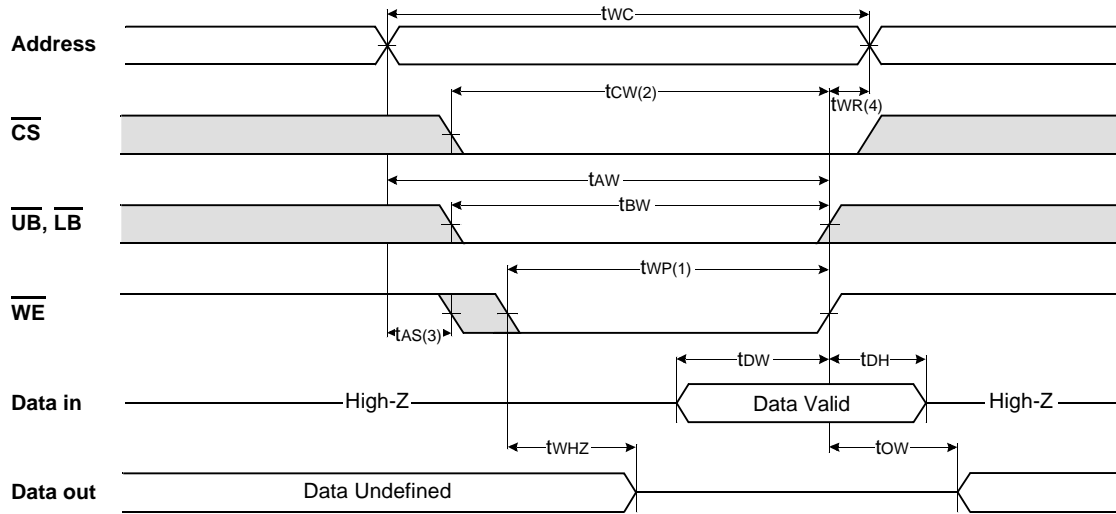 tWC
Address
tCW(2)
tWR(4)
CS
tAW
UB, LB
tBW
tWP(1)
WE
tAS(3)
tDW
tDH
Data in
High-Z
Data Valid
High-Z
tWHZ
tOW
Data out
Data Undefined